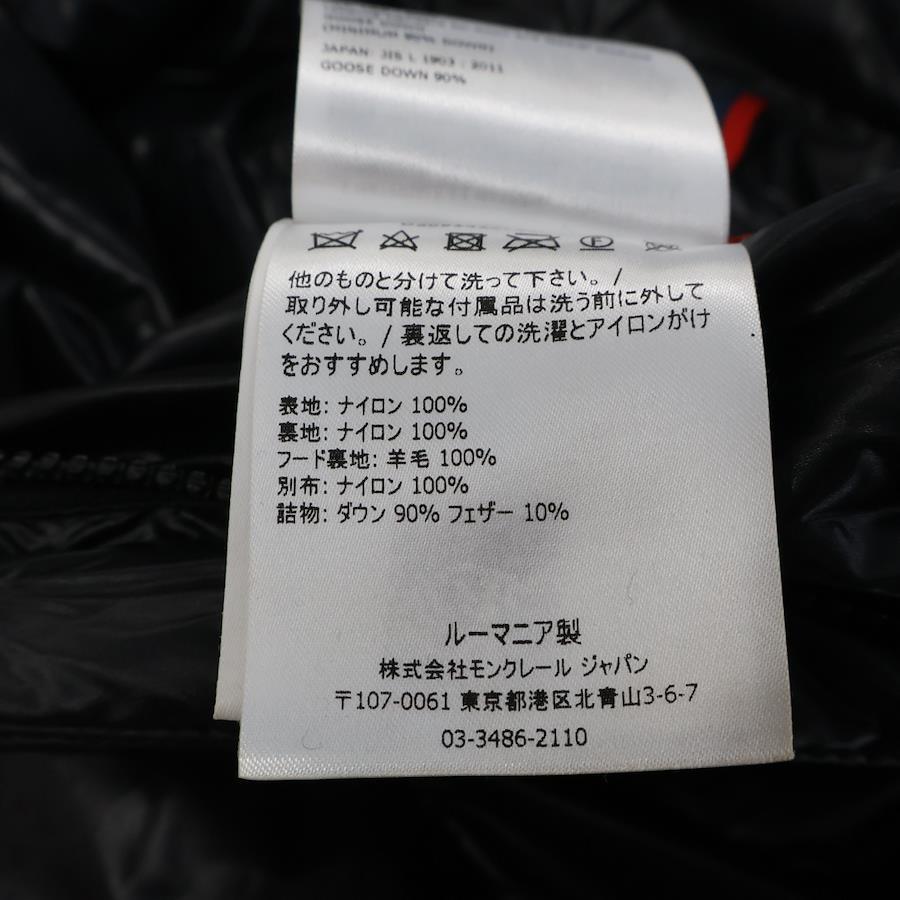 (MINIMUM 90% DOWN)
JAPAN: JIS L 1903 : 2011
GOOSE DOWN 90%
他のものと分けて洗って下さい。/
取り外し可能な付属品は洗う前に外して
ください。/ 裏返しての洗濯とアイロンがけ
をおすすめします。
表地: ナイロン 100%
裏地: ナイロン 100%
フード裏地: 羊毛 100%
別布: ナイロン 100%
詰物: ダウン 90% フェザー 10%
ルーマニア製
株式会社モンクレール ジャパン
〒107-0061 東京都港区北青山3-6-7
03-3486-2110